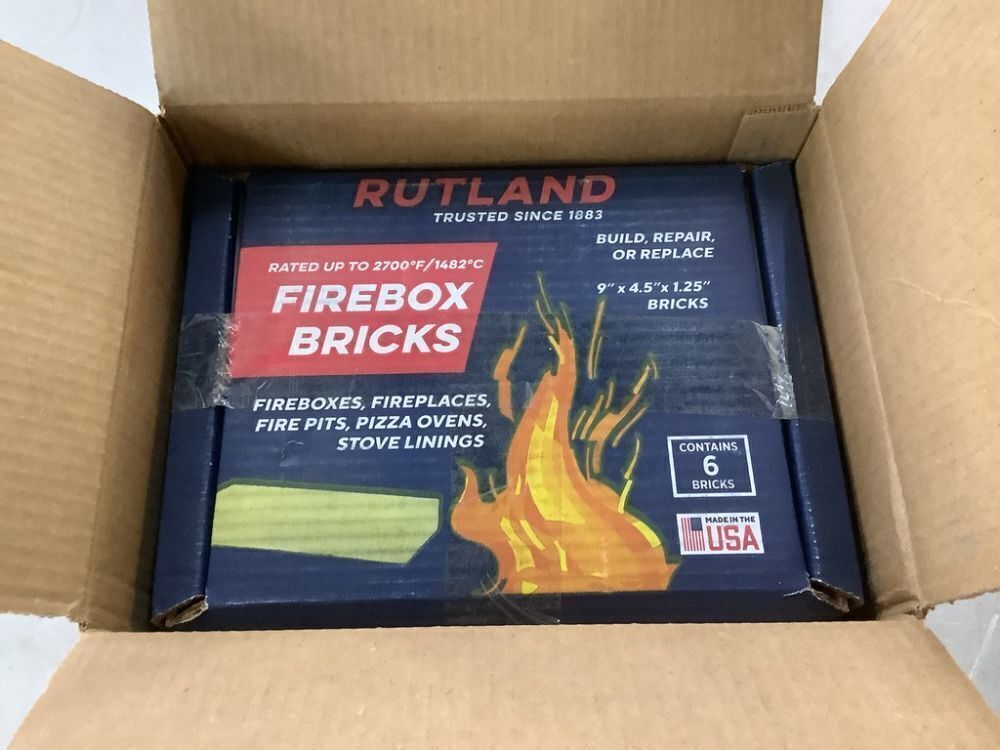 RUTLAND
TRUSTED SINCE 1883
RATED UP TO 2700°F/1482°C
FIREBOX
BRICKS
BUILD, REPAIR,
OR REPLACE
9" x 4.5" x 1.25"
BRICKS
FIREBOXES, FIREPLACES,
FIRE PITS, PIZZA OVENS,
STOVE LININGS
CONTAINS
6
BRICKS
MADE IN THE
USA